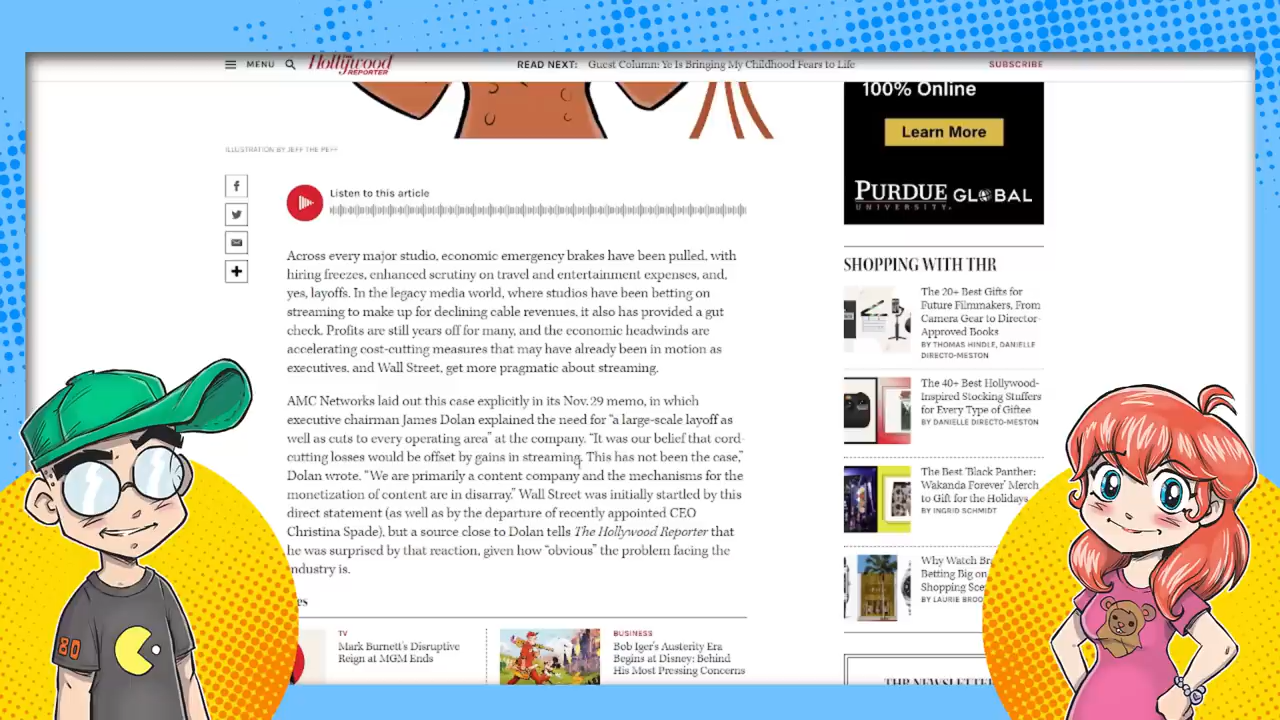 MENU
Hollywood
REPORTER
READ NEXT: Guest Column: Ye Is Bringing My Childhood Fears to Life
SUBSCRIBE
ILLUSTRATION BY JEFF THE PEFF
Listen to this article
Across every major studio, economic emergency brakes have been pulled, with
hiring freezes, enhanced scrutiny on travel and entertainment expenses, and,
yes, layoffs. In the legacy media world, where studios have been betting on
streaming to make up for declining cable revenues, it also has provided a gut
check. Profits are still years off for many, and the economic headwinds are
accelerating cost-cutting measures that may have already been in motion as
executives, and Wall Street, get more pragmatic about streaming.
AMC Networks laid out this case explicitly in its Nov. 29 memo, in which
executive chairman James Dolan explained the need for “a large-scale layoff as
well as cuts to every operating area” at the company. “It was our belief that cord-
cutting losses would be offset by gains in streaming. This has not been the case,”
Dolan wrote. “We are primarily a content company and the mechanisms for the
monetization of content are in disarray.” Wall Street was initially startled by this
direct statement (as well as by the departure of recently appointed CEO
Christina Spade), but a source close to Dolan tells The Hollywood Reporter that
he was surprised by that reaction, given how “obvious” the problem facing the
industry is.
TV
Mark Burnett's Disruptive
Reign at MGM Ends
BUSINESS
Bob Iger's Austerity Era
Begins at Disney: Behind
His Most Pressing Concerns
100% Online
Learn More
PURDUE GLOBAL
UNIVERSITY
SHOPPING WITH THR
The 20+ Best Gifts for
Future Filmmakers, From
Camera Gear to Director-
Approved Books
BY THOMAS HINDLE, DANIELLE
DIRECTO-MESTON
The 40+ Best Hollywood-
Inspired Stocking Stuffers
for Every Type of Giftee
BY DANIELLE DIRECTO-MESTON
The Best 'Black Panther:
Wakanda Forever' Merch
to Gift for the Holidays
BY INGRID SCHMIDT
Why Watch
Betting Big on
Shopping
BY LAURIE
THR NEWSLETTER
80